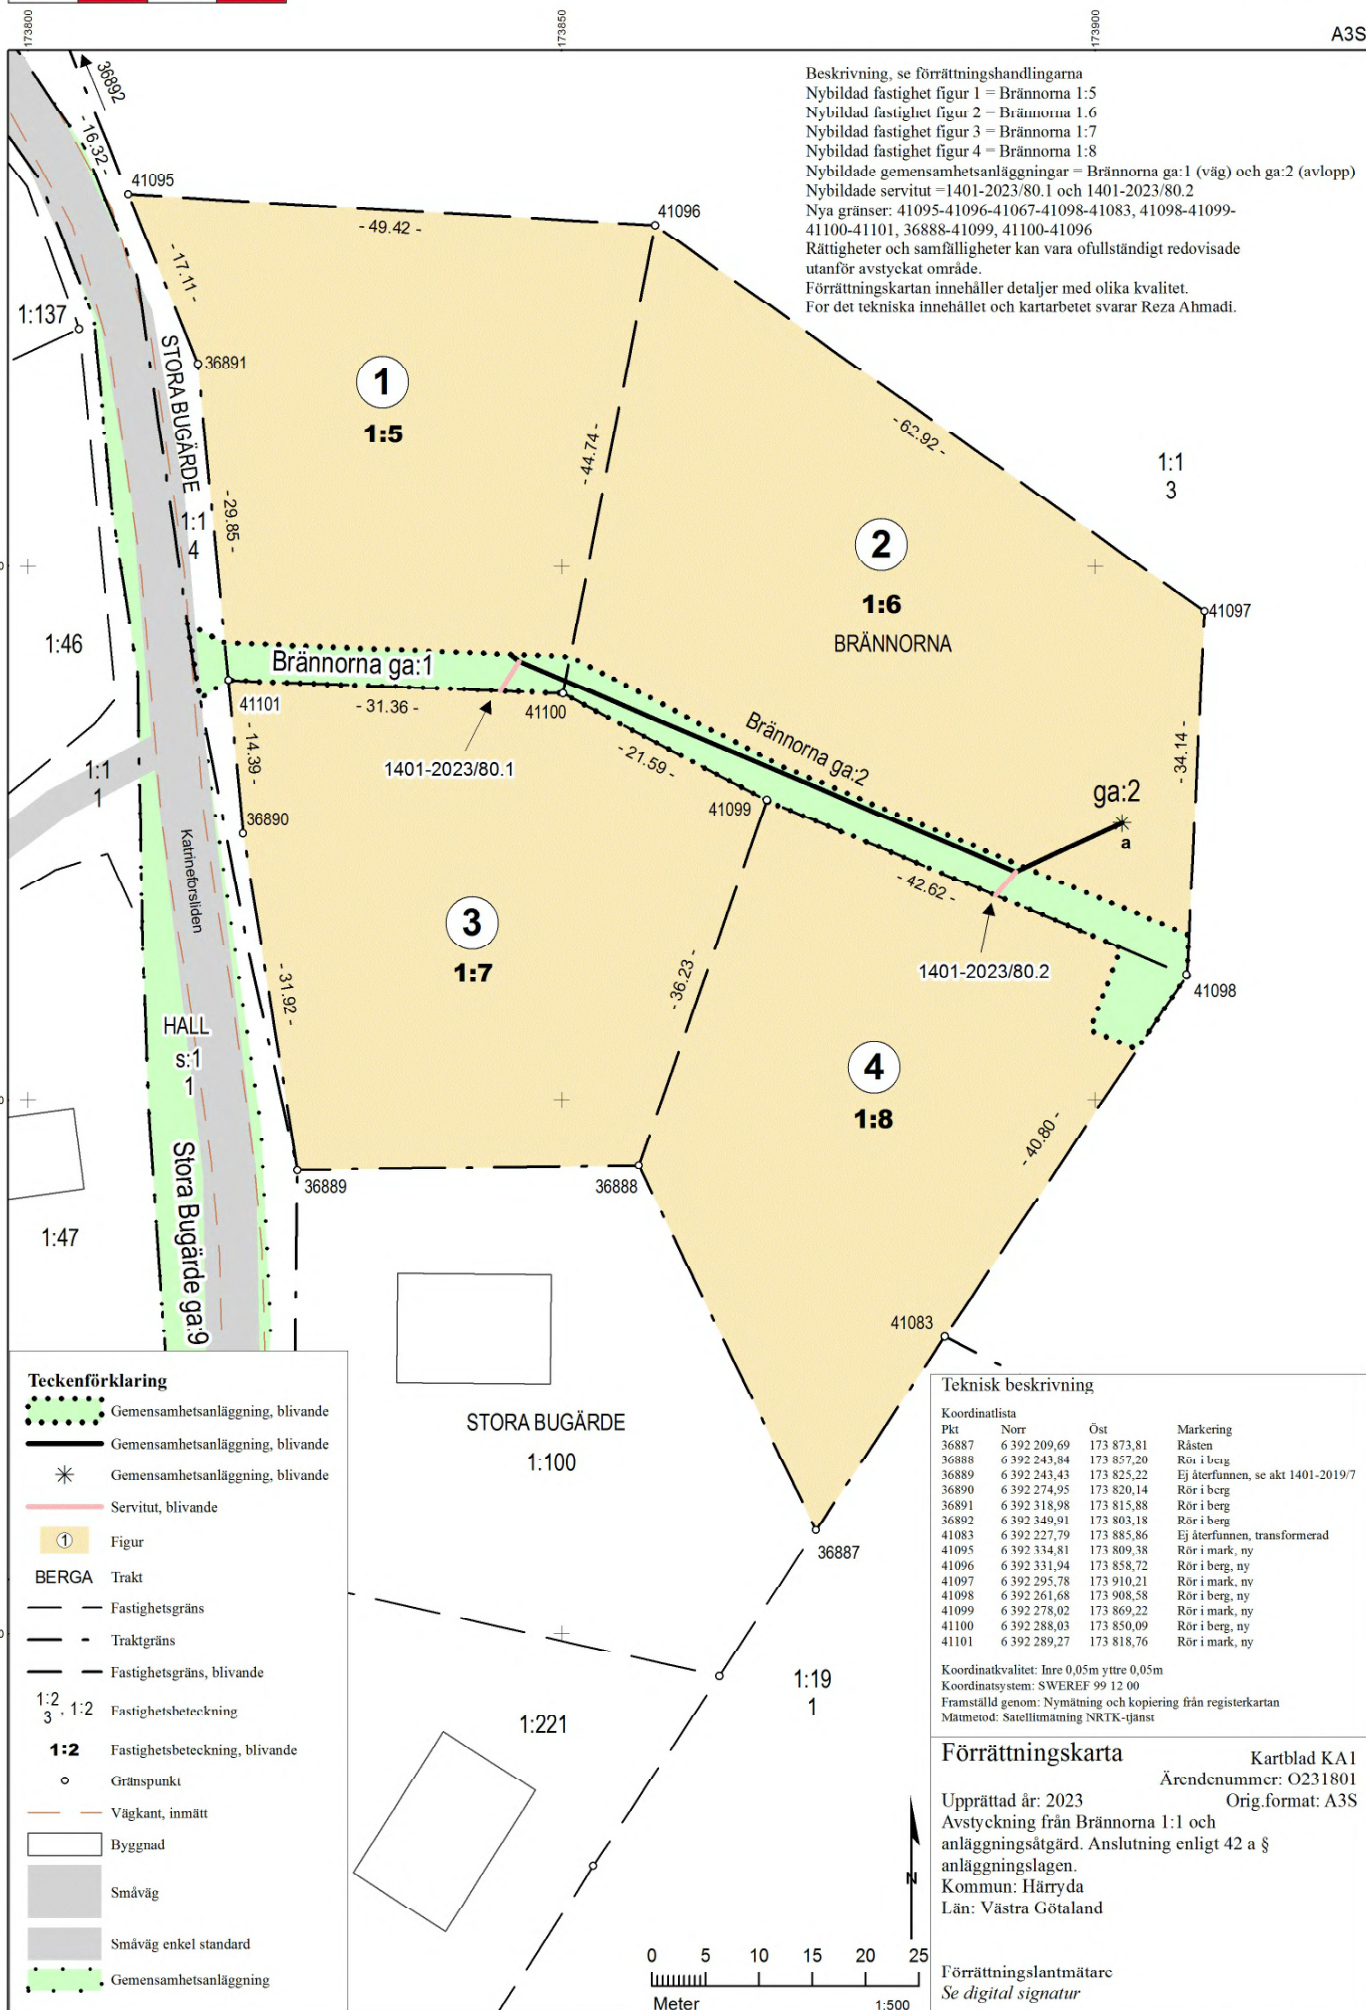 173800
173850
173900
A3S
Beskrivning, se förrättningshandlingarna
Nybildad fastighet figur 1 = Brännorna 1:5
Nybildad fastighet figur 2 = Brännorna 1:6
Nybildad fastighet figur 3 = Brännorna 1:7
Nybildad fastighet figur 4 = Brännorna 1:8
Nybildade gemensamhetsanläggningar = Brännorna ga:1 (väg) och ga:2 (avlopp)
Nybildade servitut =1401-2023/80.1 och 1401-2023/80.2
Nya gränser: 41095-41096-41067-41098-41083, 41098-41099-
41100-41101, 36888-41099, 41100-41096
Rättigheter och samfälligheter kan vara ofullständigt redovisade
utanför avstyckat område.
Förrättningskartan innehåller detaljer med olika kvalitet.
For det tekniska innehållet och kartarbetet svarar Reza Ahmadi.
36892
- 16.32 -
41095
- 49.42 -
41096
- 17.11 -
1:137
STORA BUGÄRDE
36891
1
1:5
- 44.74 -
- 62.92 -
1:1
3
- 29.85 -
1:1
4
2
1:6
BRÄNNORNA
41097
1:46
Brännorna ga:1
41101
- 31.36 -
41100
1401-2023/80.1
- 14.39 -
- 21.59 -
Brännorna ga:2
- 34.14 -
1:1
1
36890
41099
ga:2
a
Katrineforsliden
- 42.62 -
3
1:7
1401-2023/80.2
41098
- 31.92 -
- 36.23 -
HALL
s:1
1
4
1:8
- 40.80 -
Stora Bugärde ga:9
36889
36888
1:47
41083
STORA BUGÄRDE
1:100
36887
1:19
1
1:221
Teckenförklaring
Gemensamhetsanläggning, blivande
Gemensamhetsanläggning, blivande
Gemensamhetsanläggning, blivande
Servitut, blivande
1 Figur
BERGA Trakt
Fastighetsgräns
Traktgräns
Fastighetsgräns, blivande
1:2
3 , 1:2 Fastighetsbeteckning
1:2 Fastighetsbeteckning, blivande
Gränspunkt
Vägkant, inmätt
Byggnad
Småväg
Småväg enkel standard
Gemensamhetsanläggning
Teknisk beskrivning
Koordinatlista
Pkt Norr Öst Markering
36887 6 392 209,69 173 873,81 Råsten
36888 6 392 243,84 173 857,20 Rör i berg
36889 6 392 243,43 173 825,22 Ej återfunnen, se akt 1401-2019/7
36890 6 392 274,95 173 820,14 Rör i berg
36891 6 392 318,98 173 815,88 Rör i berg
36892 6 392 349,91 173 803,18 Rör i berg
41083 6 392 227,79 173 885,86 Ej återfunnen, transformerad
41095 6 392 334,81 173 809,38 Rör i mark, ny
41096 6 392 331,94 173 858,72 Rör i berg, ny
41097 6 392 295,78 173 910,21 Rör i mark, ny
41098 6 392 261,68 173 908,58 Rör i berg, ny
41099 6 392 278,02 173 869,22 Rör i mark, ny
41100 6 392 288,03 173 850,09 Rör i berg, ny
41101 6 392 289,27 173 818,76 Rör i mark, ny
Koordinatkvalitet: Inre 0,05m yttre 0,05m
Koordinatsystem: SWEREF 99 12 00
Framställd genom: Nymätning och kopiering från registerkartan
Mätmetod: Satellitmätning NRTK-tjänst
Förrättningskarta
Kartblad KA1
Ärendenummer: O231801
Upprättad år: 2023 Orig.format: A3S
Avstyckning från Brännorna 1:1 och
anläggningsåtgärd. Anslutning enligt 42 a §
anläggningslagen.
Kommun: Härryda
Län: Västra Götaland
Förrättningslantmätare
Se digital signatur
N
0 5 10 15 20 25
Meter 1:500